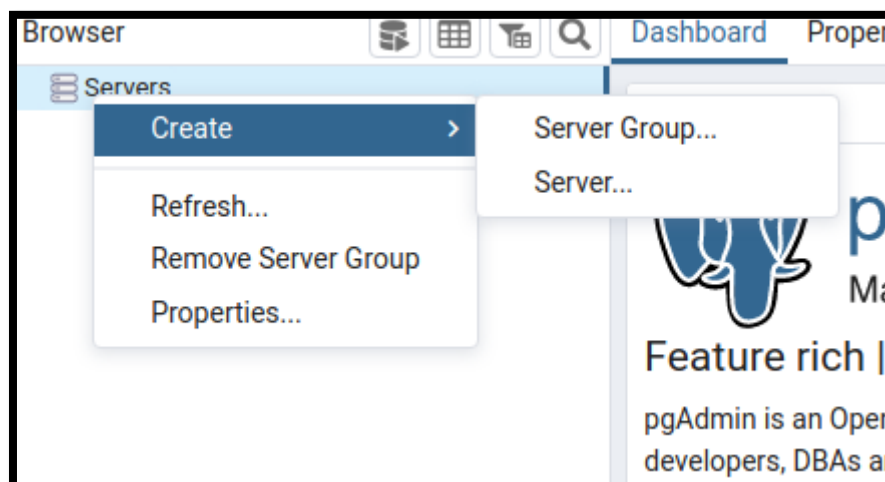 Browser
Dashboard
Proper
Servers
Create
Server Group...
Server...
Refresh...
Remove Server Group
Properties...
p
Ma
Feature rich |
pgAdmin is an Oper
developers, DBAs a